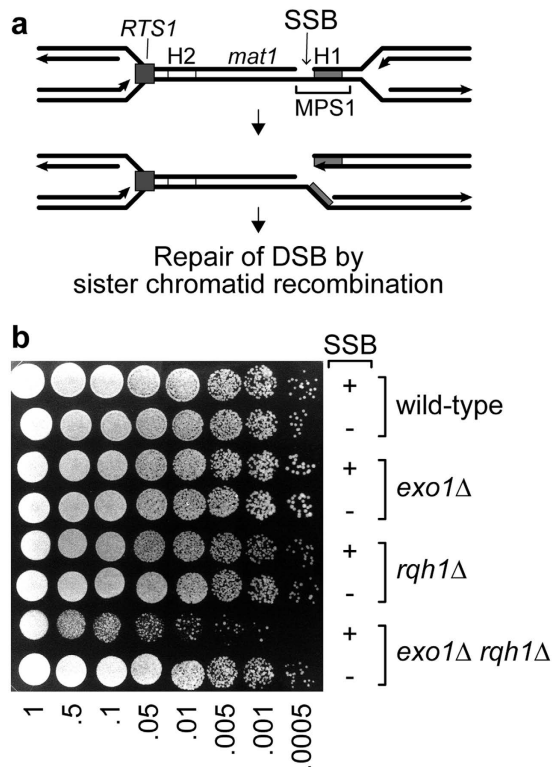 a
RTS1 H2 mat1 SSB H1
MPS1
Repair of DSB by
sister chromatid recombination
b
SSB
+
- wild-type
+
- exo1Δ
+
- rqh1Δ
+
- exo1Δ rqh1Δ
1 .5 .1 .05 .01 .005 .001 .0005